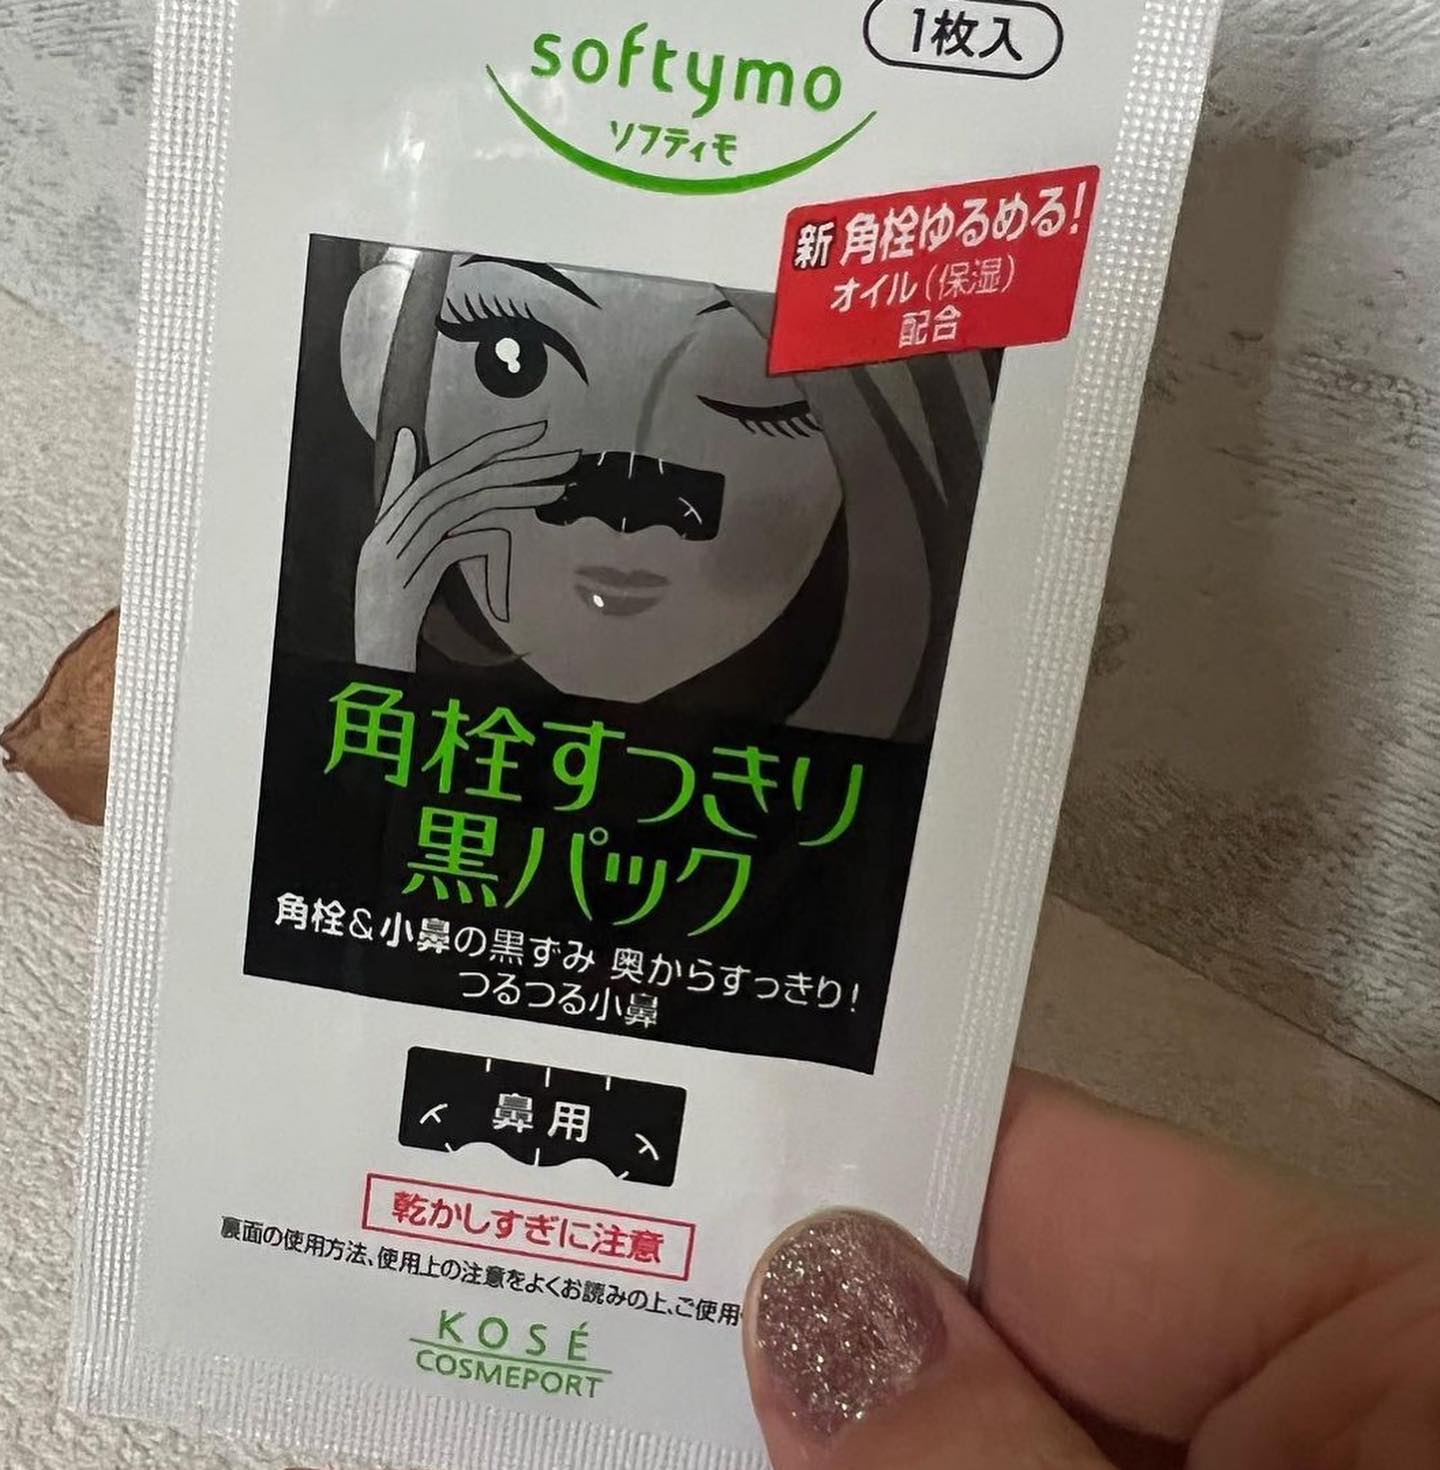 1枚入
softymo
ソフティモ
新 角栓ゆるめる!
オイル(保湿)
配合
角栓すっきり
黒パック
角栓&小鼻の黒ずみ 奥からすっきり!
つるつる小鼻
鼻用
乾かしすぎに注意
裏面の使用方法、使用上の注意をよくお読みの上、ご使用
KOSÉ
COSMEPORT